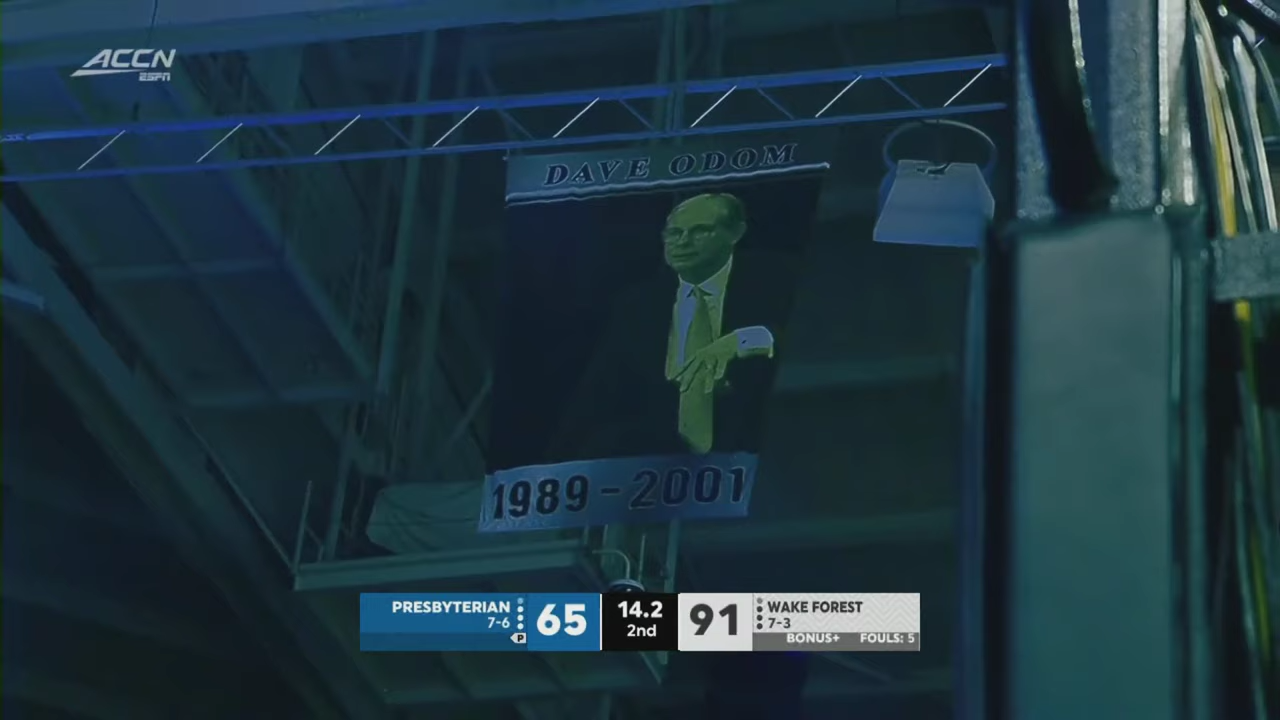 ACCN
ESPN
DAVE ODOM
1989-2001
PRESBYTERIAN
7-6
P
65
14.2
2nd
91
WAKE FOREST
7-3
BONUS+ FOULS: 5